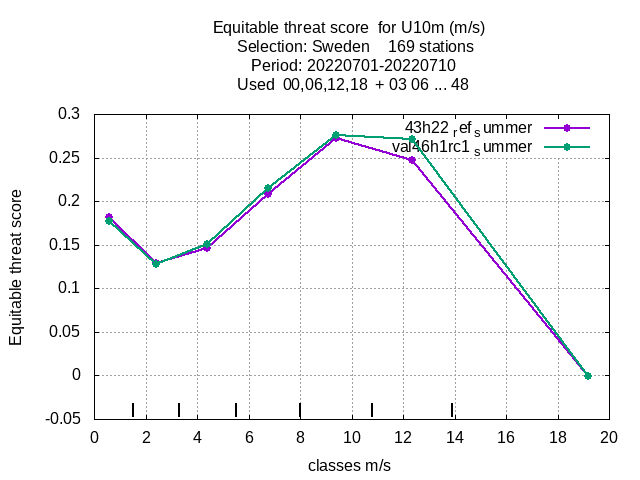 Equitable threat score for U10m (m/s)
Selection: Sweden 169 stations
Period: 20220701-20220710
Used 00,06,12,18 + 03 06 ... 48
43h22 ref summer
val46h1rc1 summer
Equitable threat score
0.3
0.25
0.2
0.15
0.1
0.05
0
-0.05
0 2 4 6 8 10 12 14 16 18 20
classes m/s